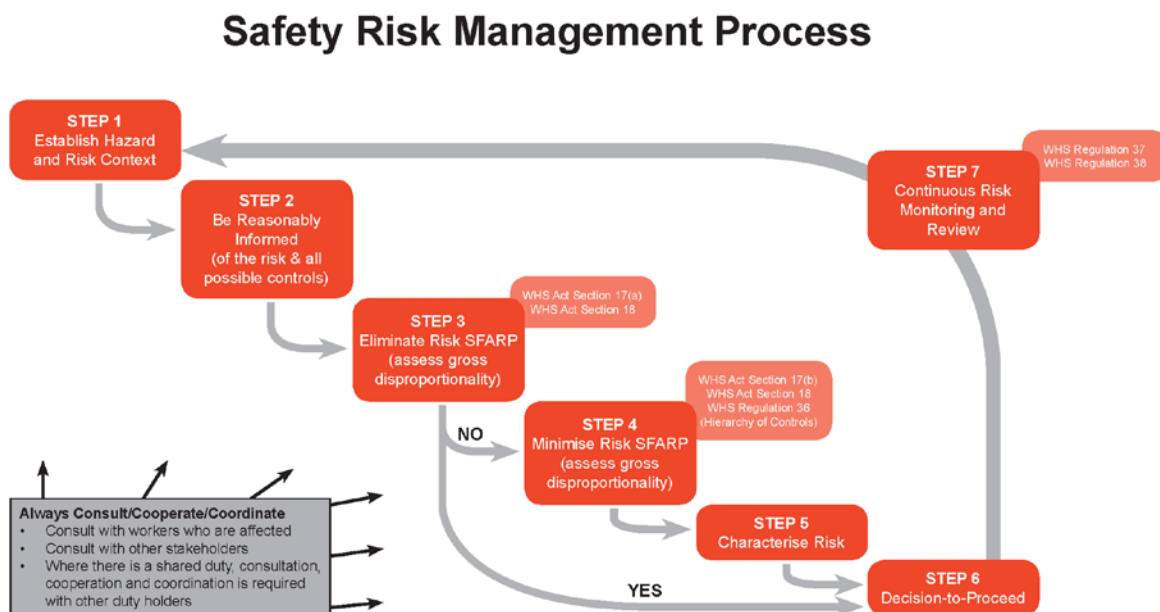 Safety Risk Management Process
STEP 1
Establish Hazard
and Risk Context
STEP 2
Be Reasonably
Informed
(of the risk & all
possible controls)
WHS Act Section 17(a)
WHS Act Section 18
STEP 3
Eliminate Risk SFARP
(assess gross
disproportionality)
NO
WHS Act Section 17(b)
WHS Act Section 18
WHS Regulation 36
(Hierarchy of Controls)
STEP 4
Minimise Risk SFARP
(assess gross
disproportionality)
STEP 5
Characterise Risk
YES
STEP 6
Decision-to-Proceed
WHS Regulation 37
WHS Regulation 38
STEP 7
Continuous Risk
Monitoring and
Review
Always Consult/Cooperate/Coordinate
• Consult with workers who are affected
• Consult with other stakeholders
• Where there is a shared duty, consultation,
cooperation and coordination is required
with other duty holders